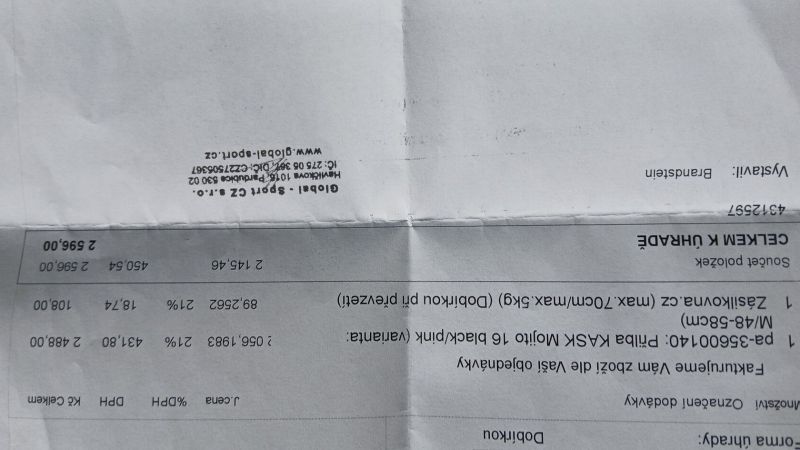 Forma úhrady: Dobírkou
Množství Označení dodávky J.cena %DPH DPH Kč Celkem
Fakturujeme Vám zboží dle Vaší objednávky
1 pa-35600140: Přilba KASK Mojito 16 black/pink (varianta: 2 056,1983 21% 431,80 2 488,00
M/48-58cm)
1 Zásilkovna.cz (max.70cm/max.5kg) (Dobírkou při převzetí) 89,2562 21% 18,74 108,00
Součet položek 2 145,46 450,54 2 596,00
CELKEM K ÚHRADĚ 2 596,00
4312597
Vystavil: Brandstein
Global - Sport CZ s.r.o.
Havlíčkova 1015, Pardubice 530 02
IČ: 275 05 367, DIČ: CZ27505367
www.global-sport.cz